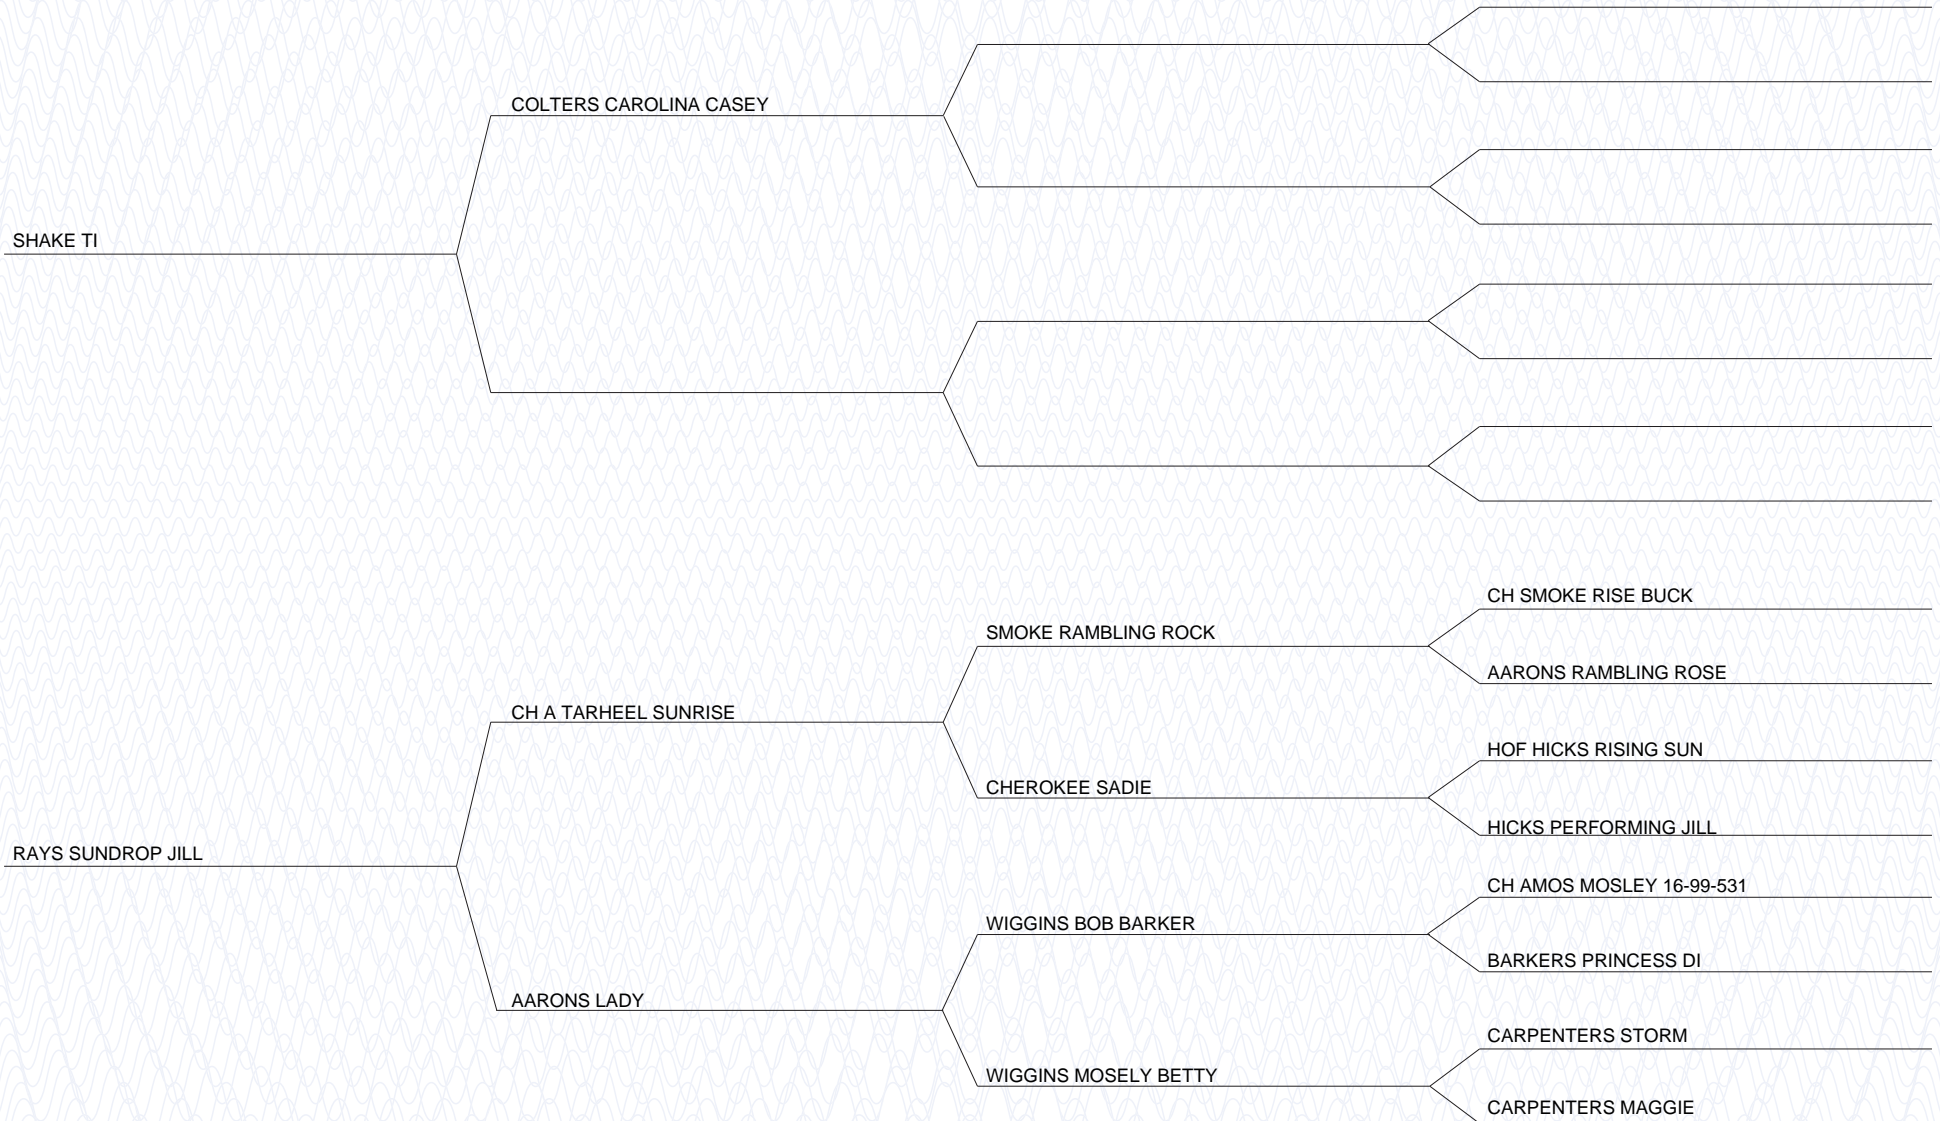 COLTERS CAROLINA CASEY
SHAKE TI
CH SMOKE RISE BUCK
SMOKE RAMBLING ROCK
AARONS RAMBLING ROSE
CH A TARHEEL SUNRISE
HOF HICKS RISING SUN
CHEROKEE SADIE
HICKS PERFORMING JILL
RAYS SUNDROP JILL
CH AMOS MOSLEY 16-99-531
WIGGINS BOB BARKER
BARKERS PRINCESS DI
AARONS LADY
CARPENTERS STORM
WIGGINS MOSELY BETTY
CARPENTERS MAGGIE